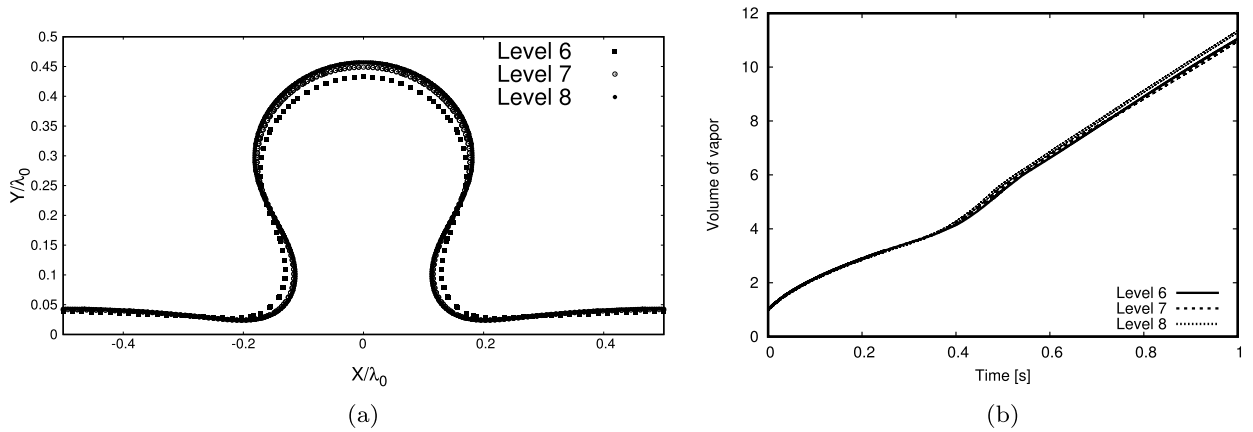 0.5
0.45
0.4
0.35
0.3
0.25
0.2
0.15
0.1
0.05
0
Y/λ0
Level 6
Level 7
Level 8
-0.4 -0.2 0 0.2 0.4
X/λ0
(a)
12
10
8
6
4
2
0
Volume of vapor
Level 6
Level 7
Level 8
0 0.2 0.4 0.6 0.8 1
Time [s]
(b)